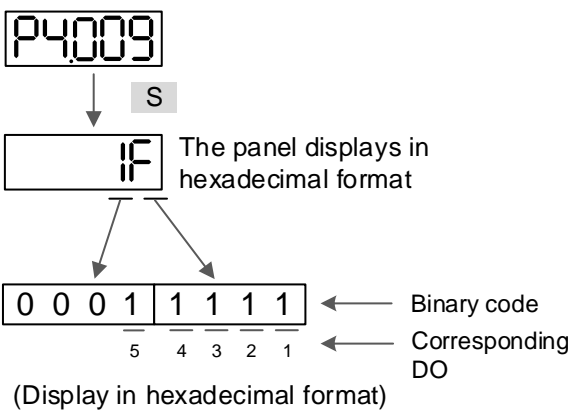 P4.009
S
1F
The panel displays in
hexadecimal format
0 0 0 1 1 1 1 1
Binary code
5 4 3 2 1
Corresponding
DO
(Display in hexadecimal format)